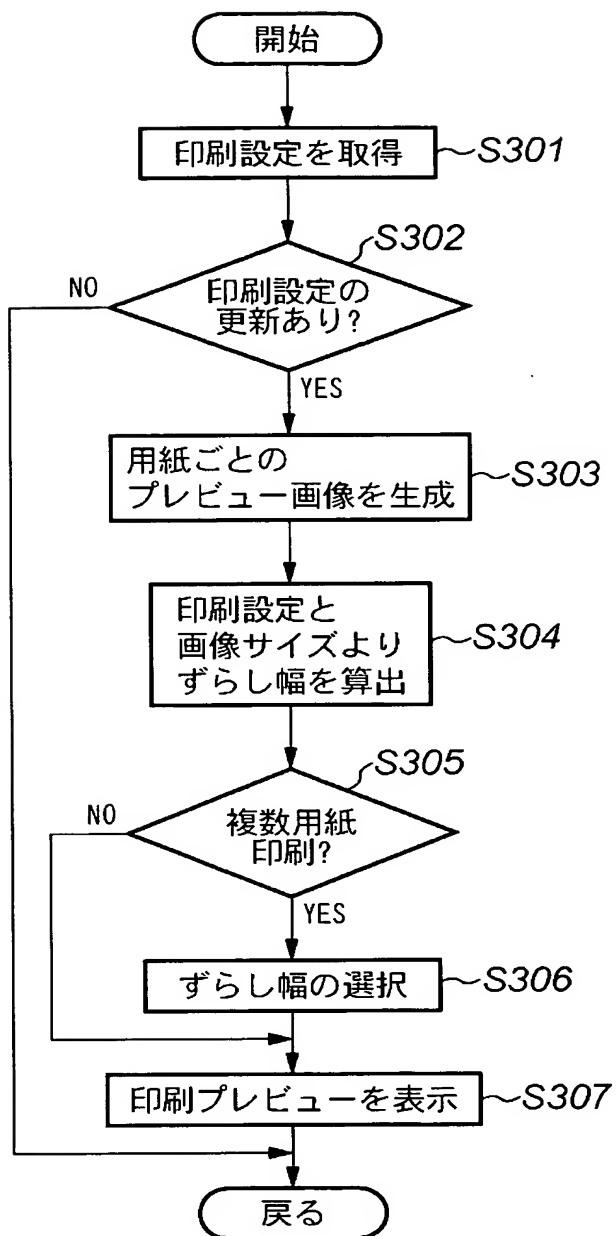 開始
印刷設定を取得
S301
S302
NO
印刷設定の
更新あり?
YES
用紙ごとの
プレビュー画像を生成
S303
印刷設定と
画像サイズより
ずらし幅を算出
S304
S305
NO
複数用紙
印刷?
YES
ずらし幅の選択
S306
印刷プレビューを表示
S307
戻る